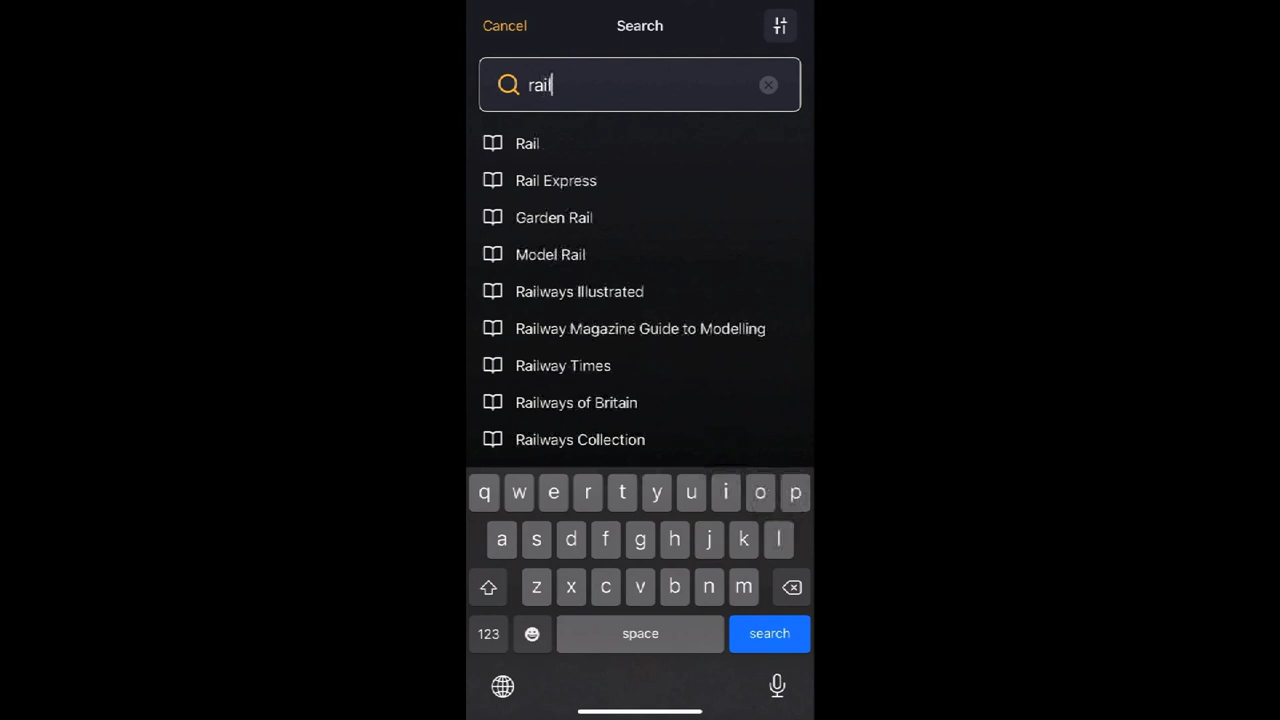 Cancel Search
rail
Rail
Rail Express
Garden Rail
Model Rail
Railways Illustrated
Railway Magazine Guide to Modelling
Railway Times
Railways of Britain
Railways Collection
q w e r t y u i o p
a s d f g h j k l
z x c v b n m
123 space search